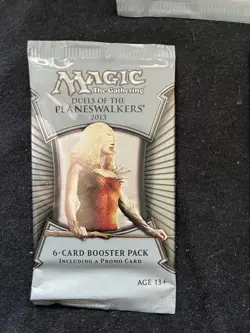 MAGIC
The Gathering®
DUELS OF THE
PLANESWALKERS®
2013
6-CARD BOOSTER PACK
INCLUDING A PROMO CARD
AGE 13+